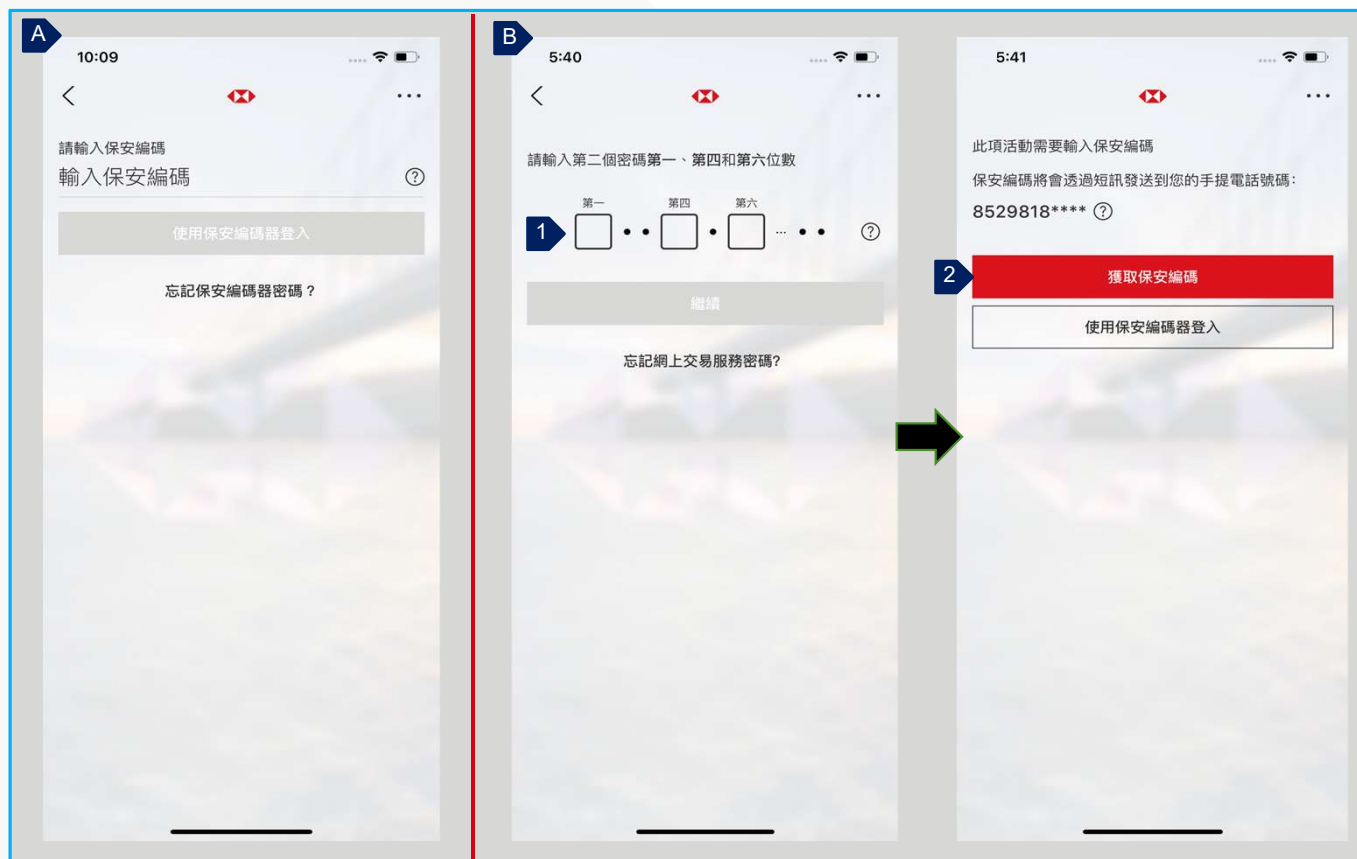 A
10:09
請輸入保安編碼
輸入保安編碼
使用保安編碼器登入
忘記保安編碼器密碼？
B
5:40
請輸入第二個密碼第一、第四和第六位數
第一 第四 第六
1
繼續
忘記網上交易服務密碼?
5:41
此項活動需要輸入保安編碼
保安編碼將會透過短訊發送到您的手提電話號碼：
8529818****
2
獲取保安編碼
使用保安編碼器登入